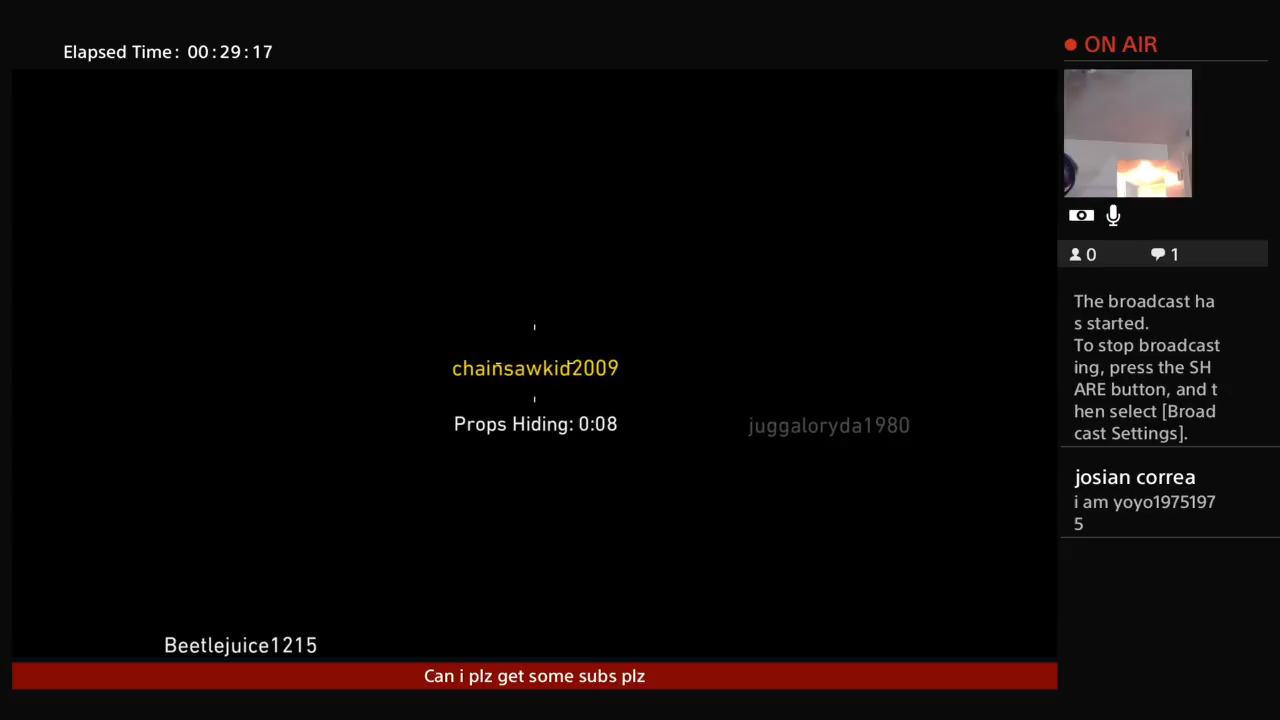 Elapsed Time: 00:29:17
ON AIR
0
1
The broadcast ha
s started.
To stop broadcast
ing, press the SH
ARE button, and t
hen select [Broad
cast Settings].
josian correa
i am yoyo1975197
5
chainsawkid2009
Props Hiding: 0:08
juggaloryda1980
Beetlejuice1215
Can i plz get some subs plz